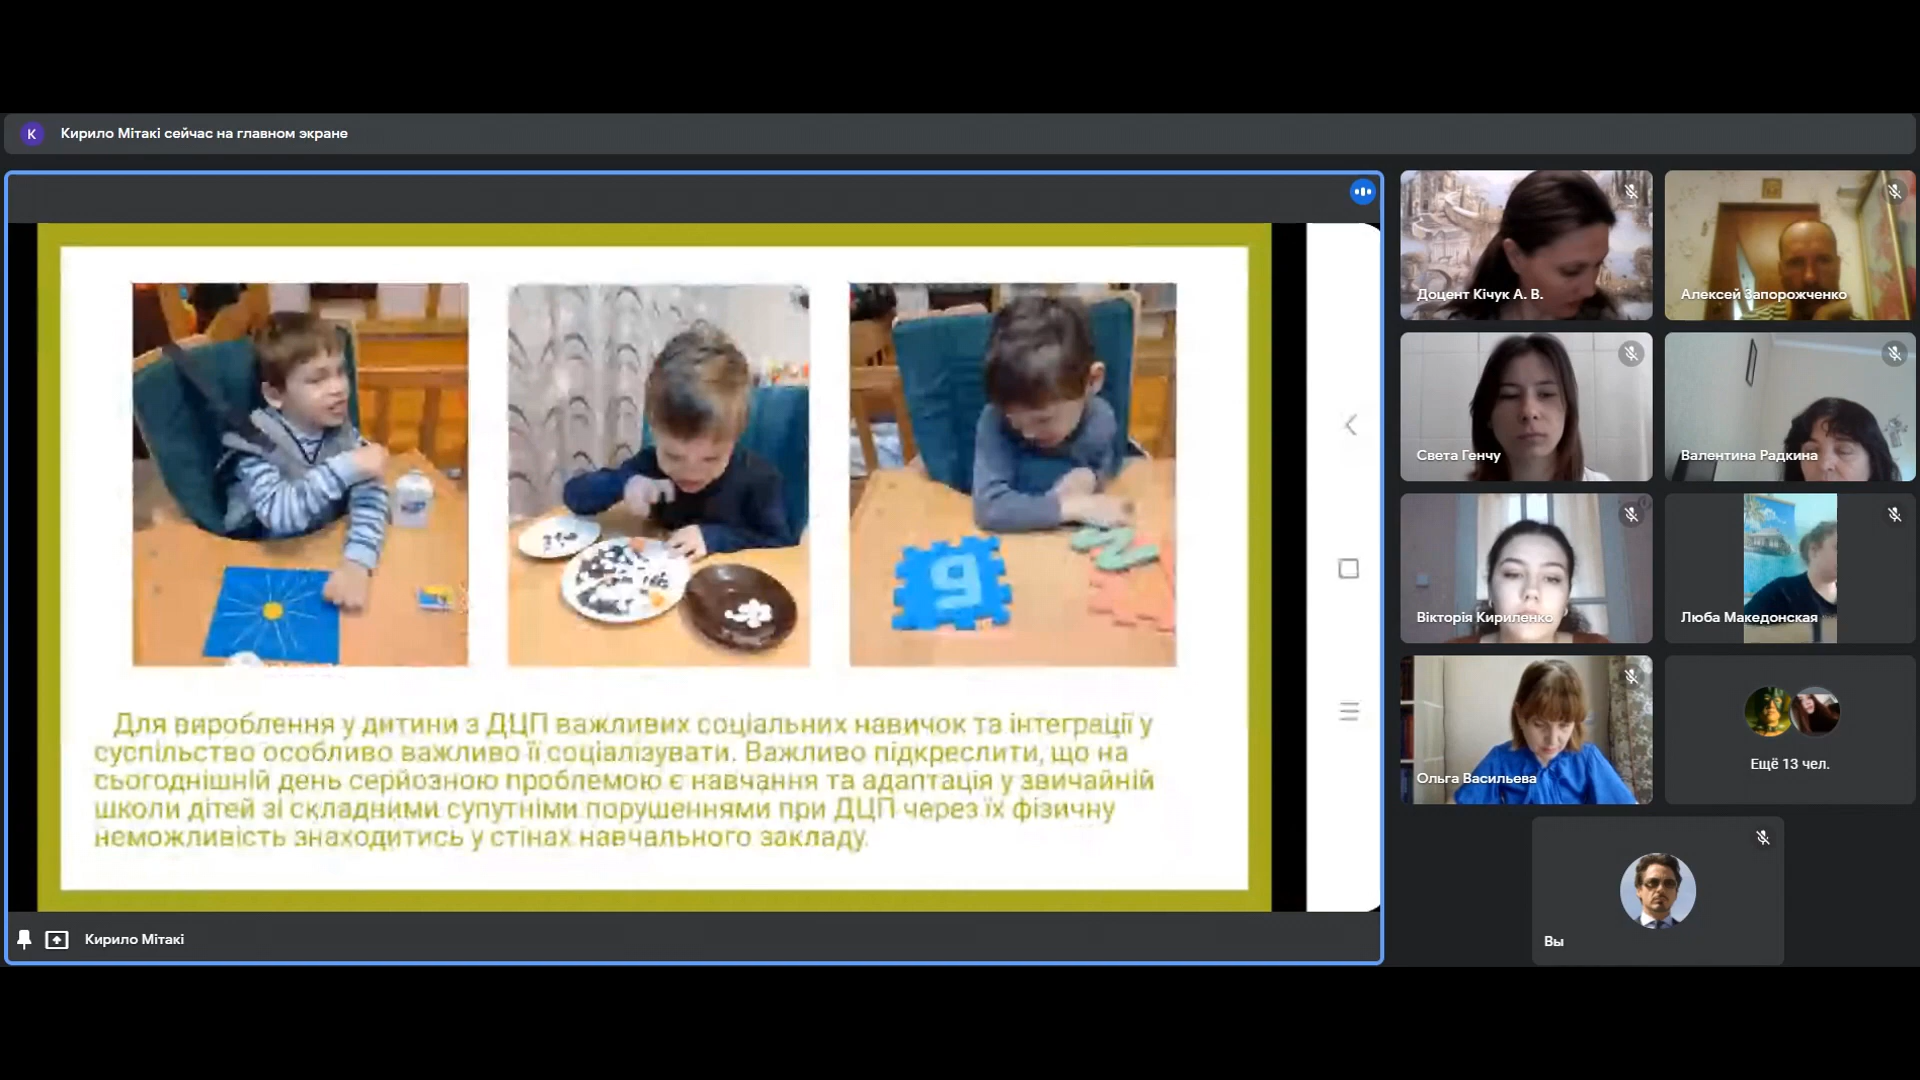 К
Кирило Мітакі сейчас на главном экране
Доцент Кічук А. В.
Алексей Запорожченко
Света Генчу
Валентина Радкина
Вікторія Кириленко
Люба Македонская
Ольга Васильева
Ещё 13 чел.
Вы
9
Для вироблення у дитини з ДЦП важливих соціальних навичок та інтеграції у
суспільство особливо важливо її соціалізувати. Важливо підкреслити, що на
сьогоднішній день серйозною проблемою є навчання та адаптація у звичайній
школи дітей зі складними супутніми порушеннями при ДЦП через їх фізичну
неможливість знаходитись у стінах навчального закладу.
Кирило Мітакі